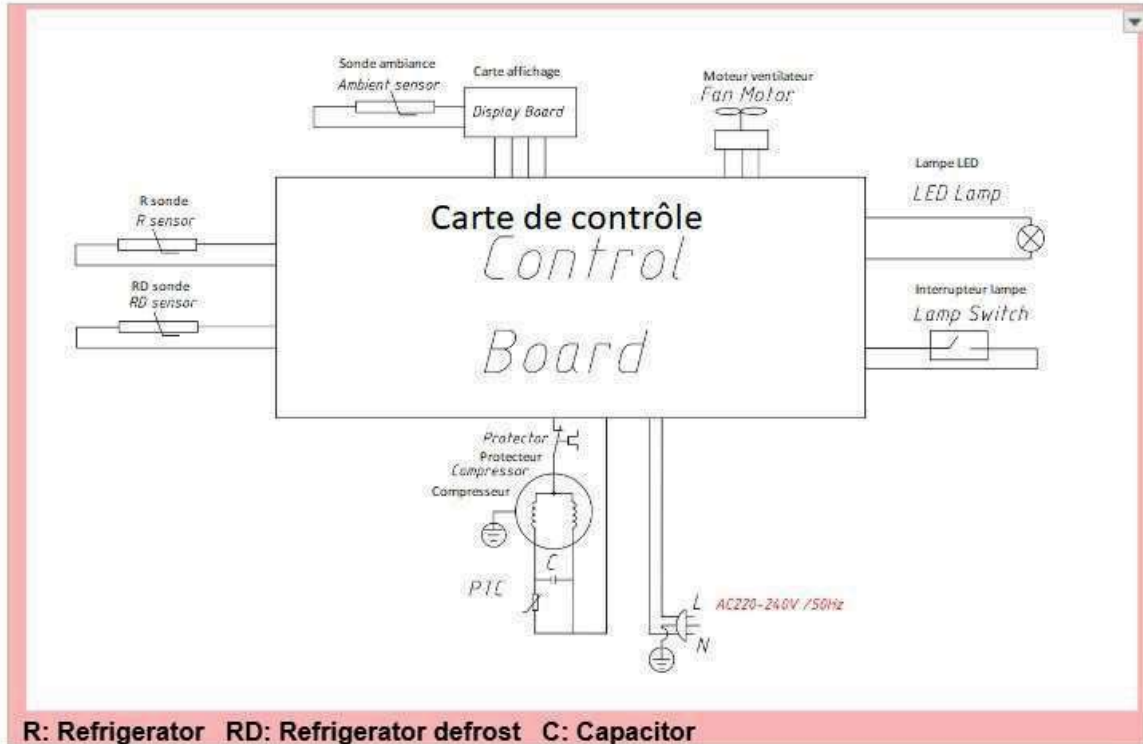 Sonde ambiance
Ambient sensor
Carte affichage
Display Board
Moteur ventilateur
Fan Motor
Lampe LED
LED Lamp
R sonde
R sensor
Carte de contrôle
Control
Board
RD sonde
RD sensor
Interrupteur lampe
Lamp Switch
Protector
Protecteur
Compressor
Compresseur
C
PTC
L
AC220-240V /50Hz
N
R: Refrigerator RD: Refrigerator defrost C: Capacitor